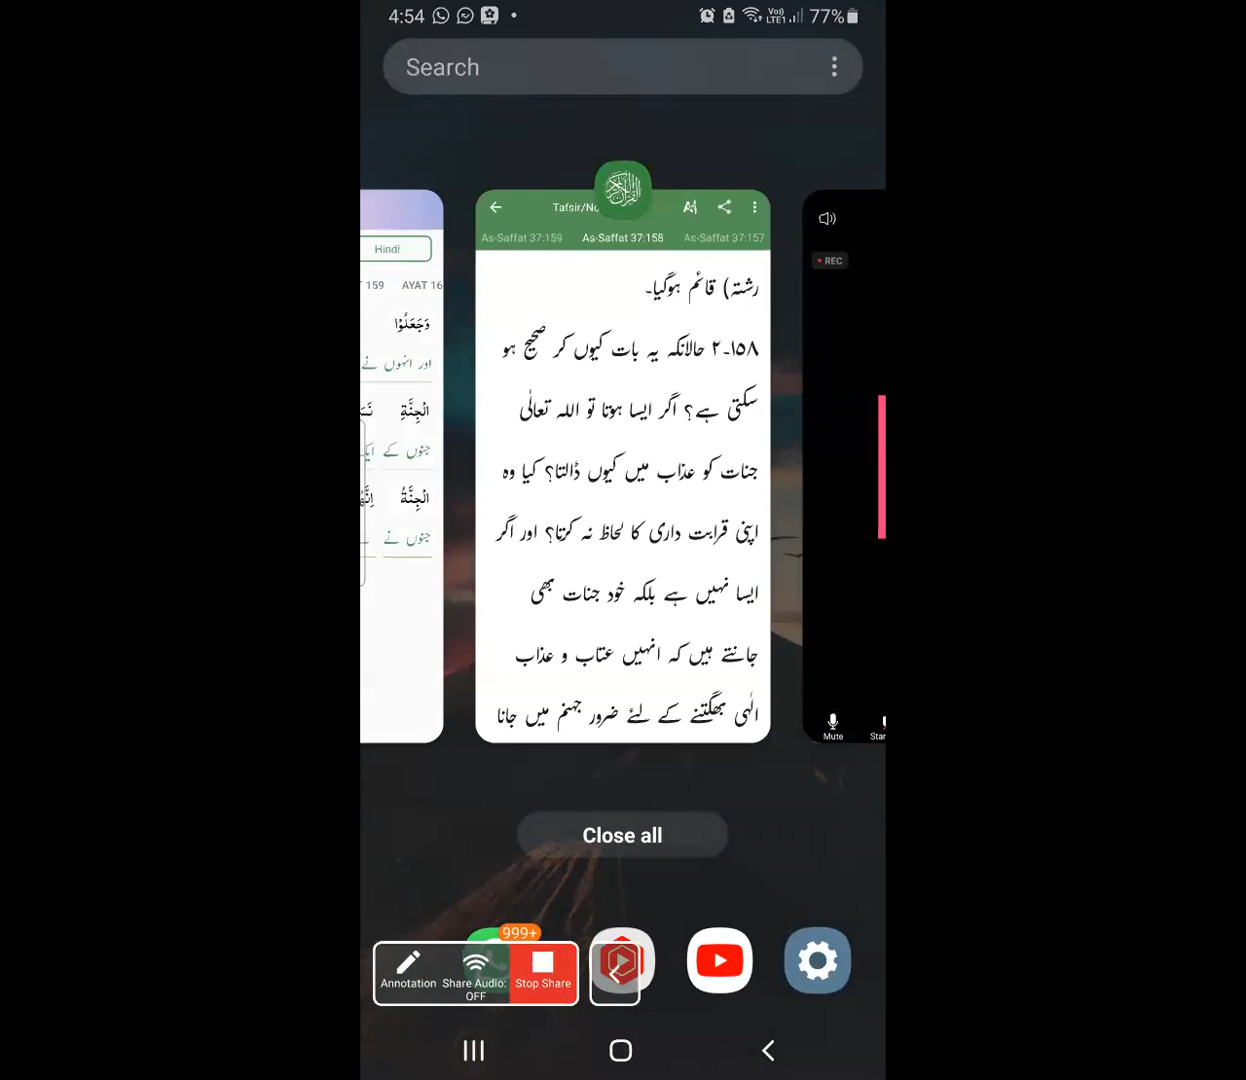 4:54
Vo))
LTE1
77%
Search
Hindi
Tafsir/No
As-Saffat 37:159
As-Saffat 37:158
As-Saffat 37:157
REC
159
AYAT 16
وَجَعَلُوْا
اور انہوں نے
الْجِنَّةِ
جنوں کے
الْجِنَّةُ
جنوں نے
رشتہ) قائم ہوگیا۔
۱۵۸۔۲ حالانکہ یہ بات کیوں کر صحیح ہو
سکتی ہے؟ اگر ایسا ہوتا تو اللہ تعالٰی
جنات کو عذاب میں کیوں ڈالتا؟ کیا وہ
اپنی قرابت داری کا لحاظ نہ کرتا؟ اور اگر
ایسا نہیں ہے بلکہ خود جنات بھی
جانتے ہیں کہ انہیں عتاب و عذاب
الٰہی بھگتنے کے لئے ضرور جہنم میں جانا
Mute
Star
Close all
999+
Annotation
Share Audio:
OFF
Stop Share